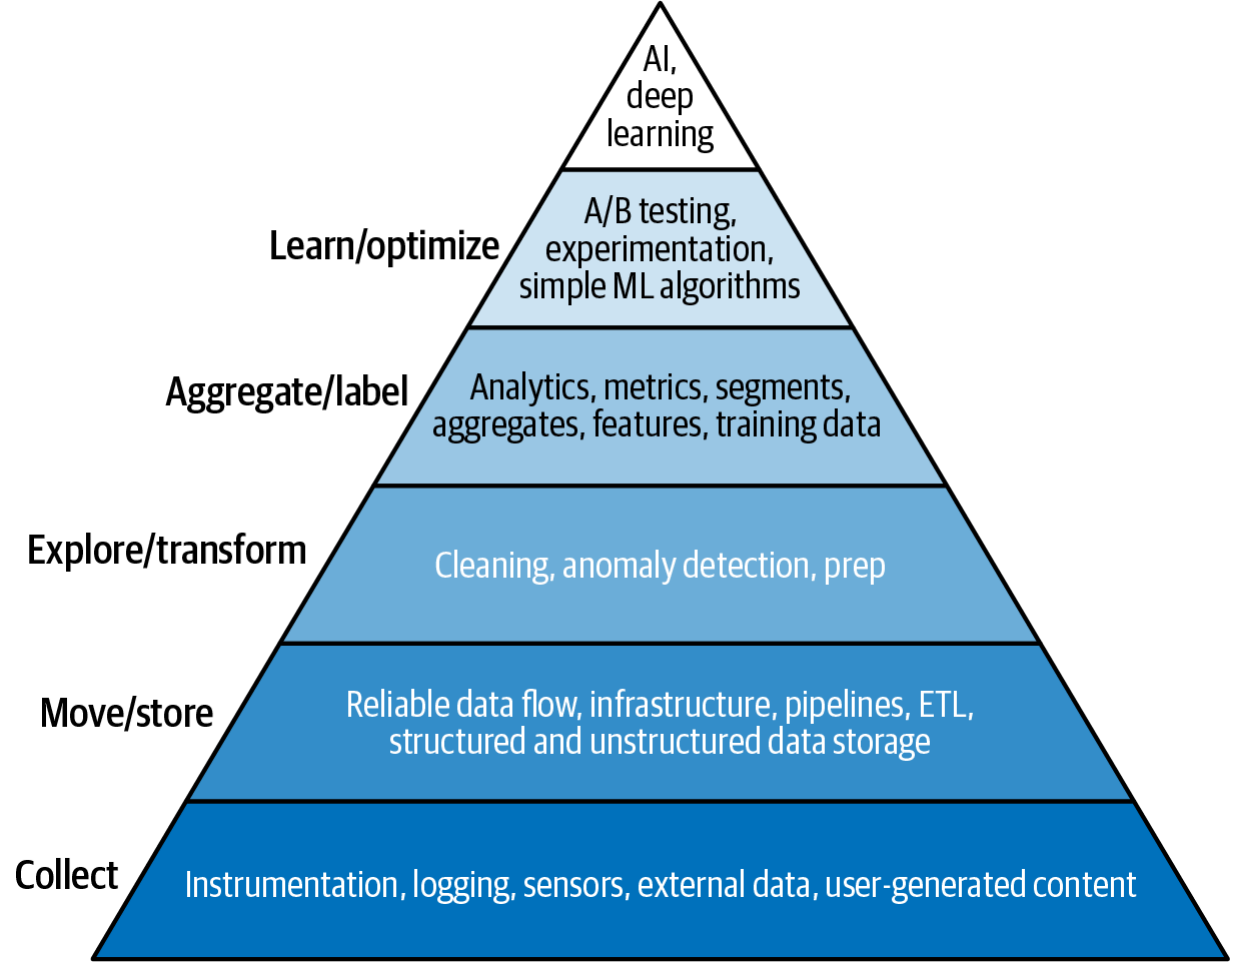 AI,
deep
learning
Learn/optimize
A/B testing,
experimentation,
simple ML algorithms
Aggregate/label
Analytics, metrics, segments,
aggregates, features, training data
Explore/transform
Cleaning, anomaly detection, prep
Move/store
Reliable data flow, infrastructure, pipelines, ETL,
structured and unstructured data storage
Collect
Instrumentation, logging, sensors, external data, user-generated content